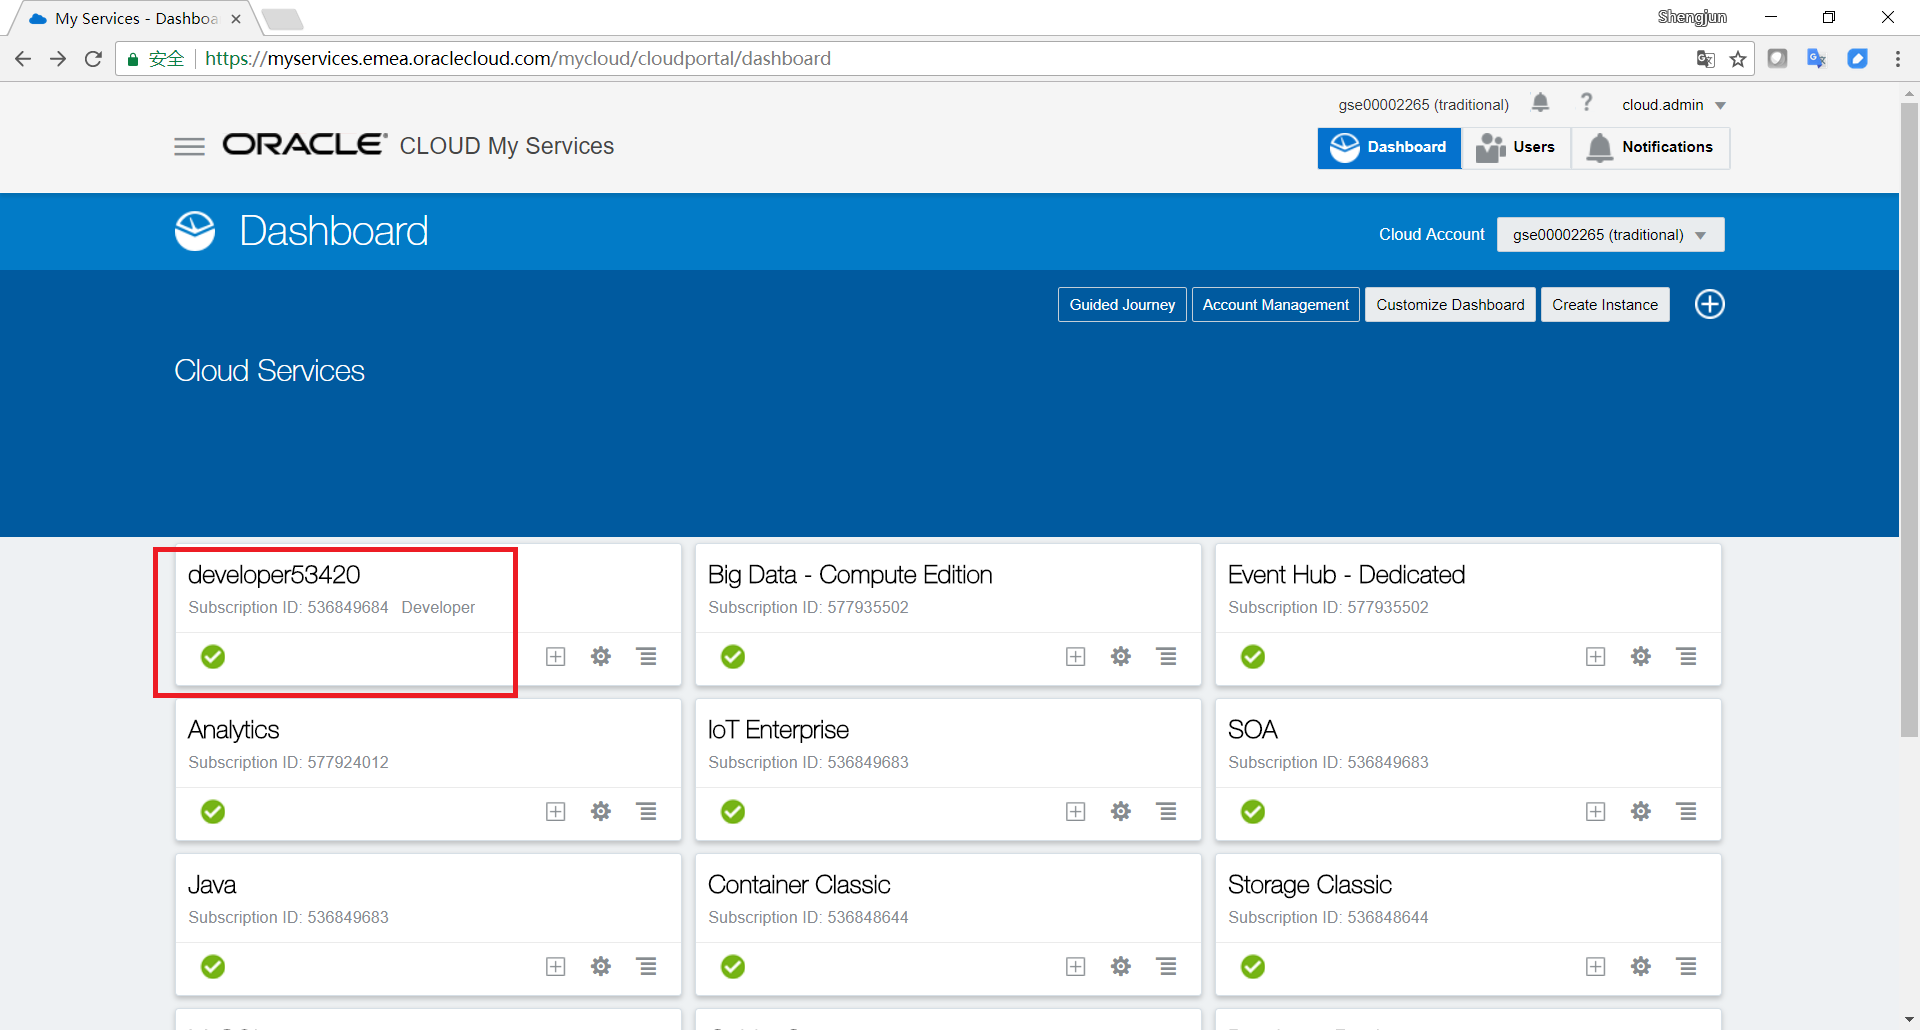 My Services - Dashboa
Shengjun
安全 https://myservices.emea.oraclecloud.com/mycloud/cloudportal/dashboard
gse00002265 (traditional) ? cloud.admin
ORACLE CLOUD My Services
Dashboard Users Notifications
Dashboard
Cloud Account gse00002265 (traditional)
Guided Journey Account Management Customize Dashboard Create Instance
Cloud Services
developer53420
Subscription ID: 536849684 Developer
Big Data - Compute Edition
Subscription ID: 577935502
Event Hub - Dedicated
Subscription ID: 577935502
Analytics
Subscription ID: 577924012
IoT Enterprise
Subscription ID: 536849683
SOA
Subscription ID: 536849683
Java
Subscription ID: 536849683
Container Classic
Subscription ID: 536848644
Storage Classic
Subscription ID: 536848644